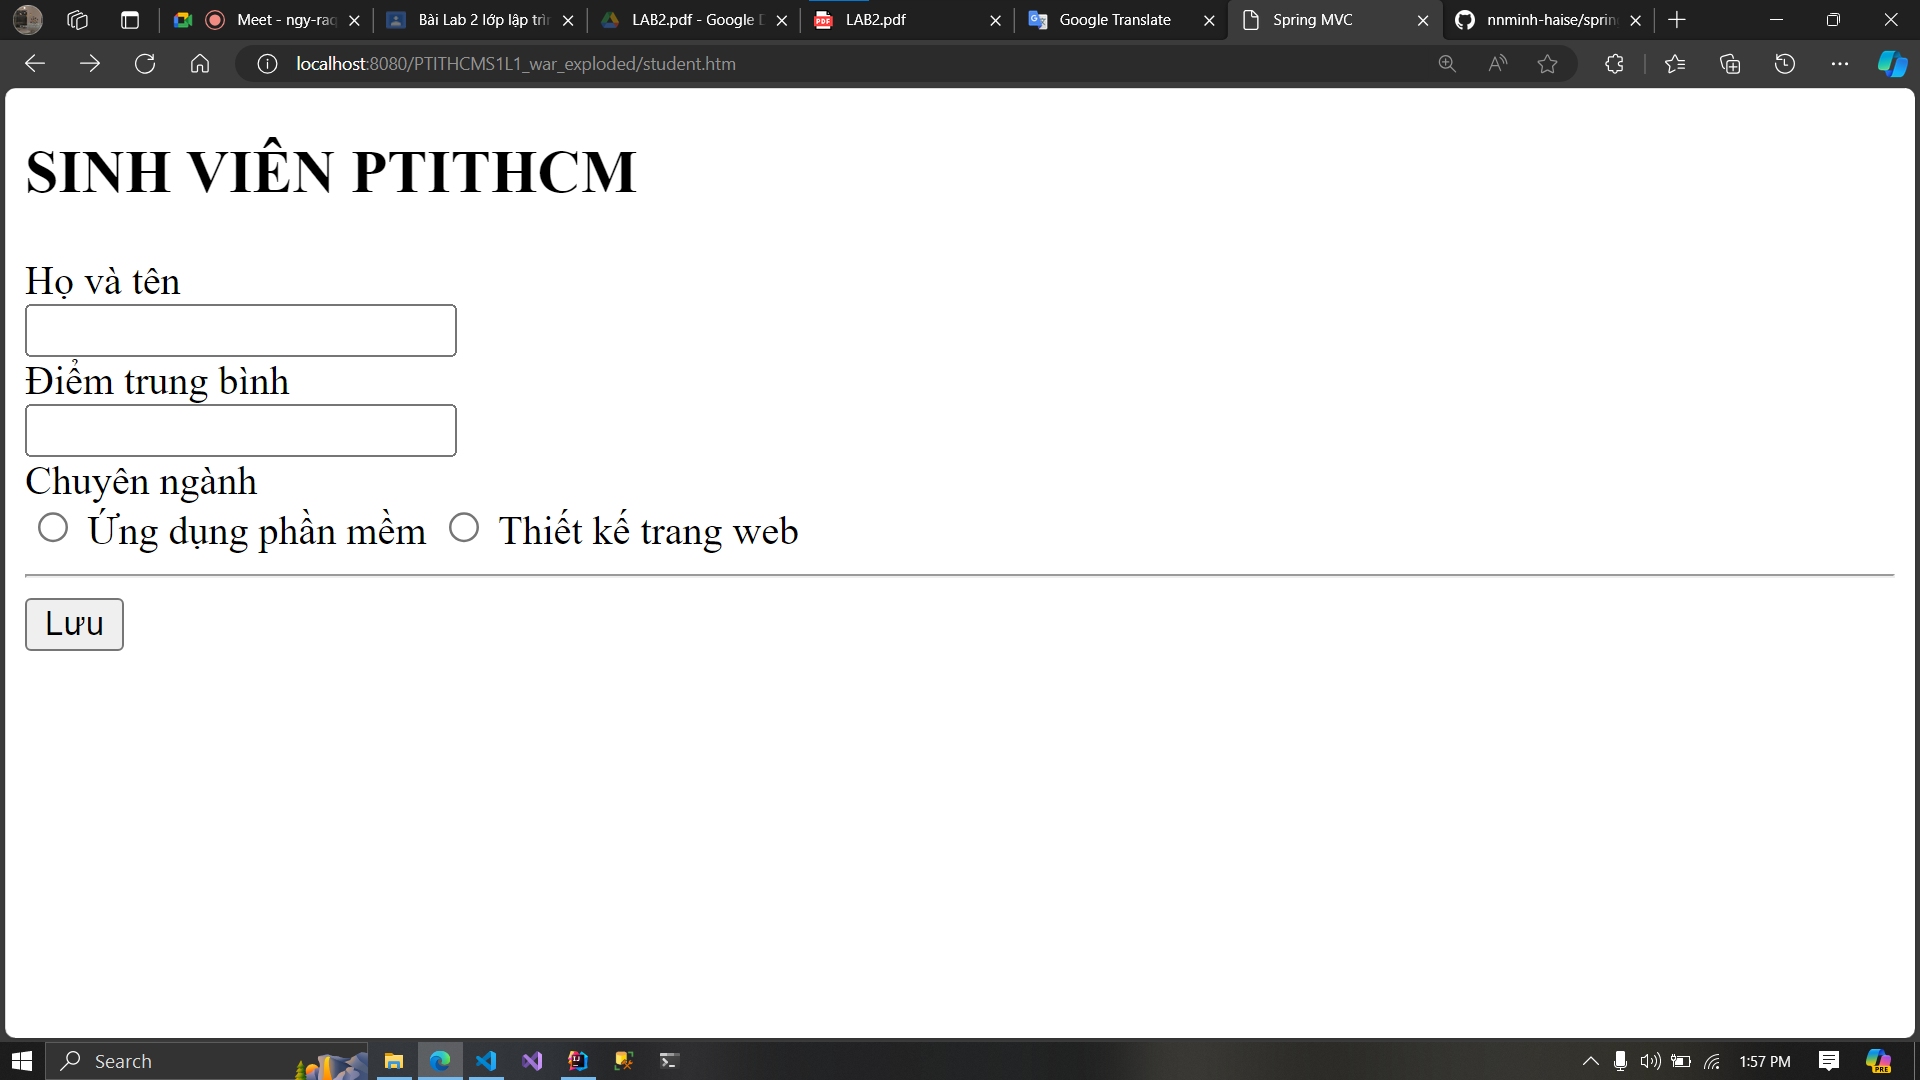 Meet - ngy-raq
Bài Lab 2 lớp lập trìn
LAB2.pdf - Google D
LAB2.pdf
Google Translate
Spring MVC
nnminh-haise/sprin
localhost:8080/PTITHCMS1L1_war_exploded/student.htm
SINH VIÊN PTITHCM
Họ và tên
Điểm trung bình
Chuyên ngành
Ứng dụng phần mềm Thiết kế trang web
Lưu
Search
1:57 PM
PRE